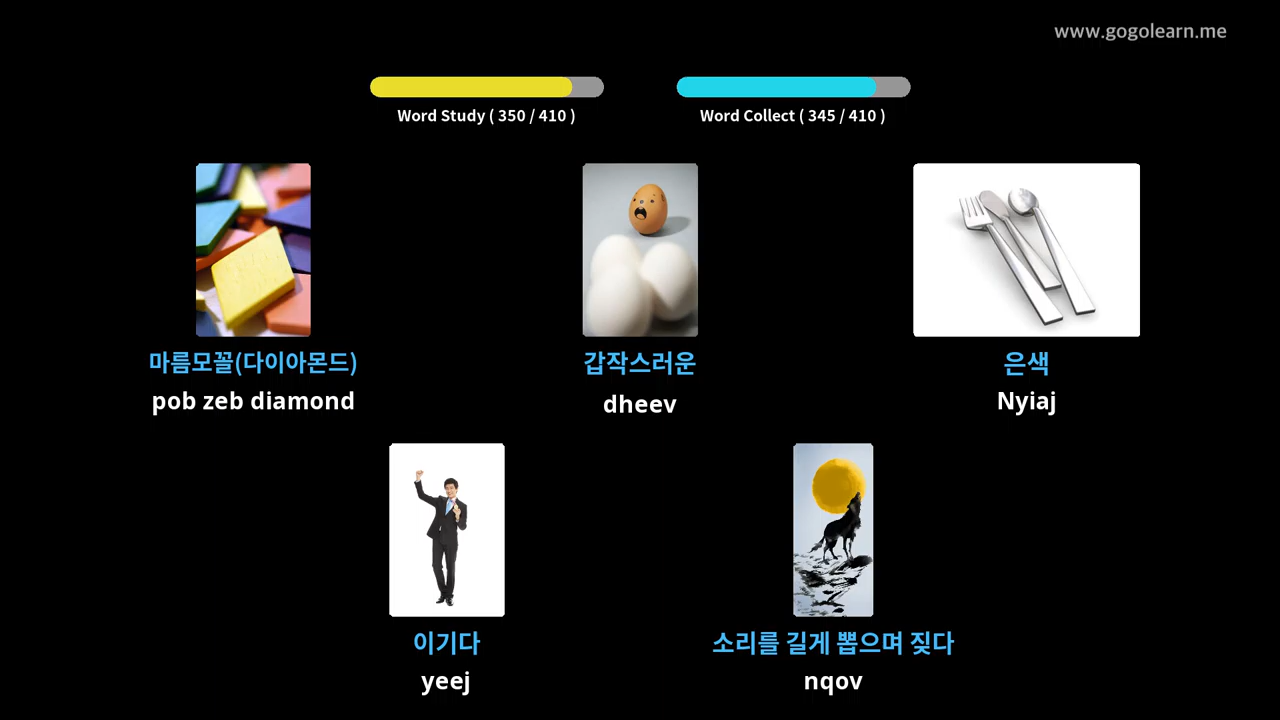 www.gogolearn.me
Word Study ( 350 / 410 )
Word Collect ( 345 / 410 )
마름모꼴(다이아몬드)
pob zeb diamond
갑작스러운
dheev
은색
Nyiaj
이기다
yeej
소리를 길게 뽑으며 짖다
nqov